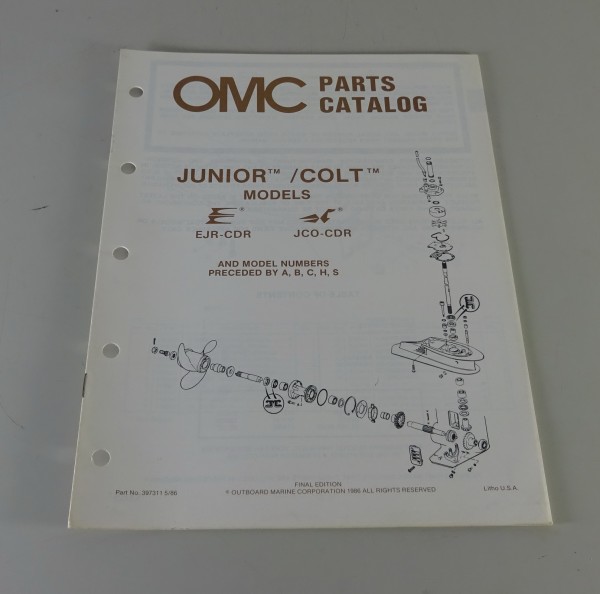 OMC PARTS
CATALOG
JUNIOR™ /COLT™
MODELS
E® J®
EJR-CDR JCO-CDR
AND MODEL NUMBERS
PRECEDED BY A, B, C, H, S
FINAL EDITION
Part No. 397311 5/86 © OUTBOARD MARINE CORPORATION 1986 ALL RIGHTS RESERVED Litho U.S.A.